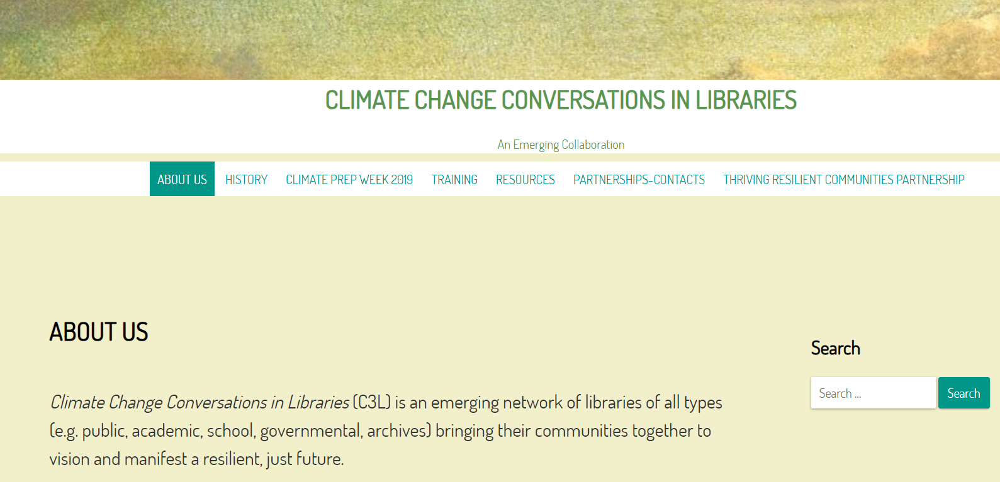 CLIMATE CHANGE CONVERSATIONS IN LIBRARIES
An Emerging Collaboration
ABOUT US HISTORY CLIMATE PREP WEEK 2019 TRAINING RESOURCES PARTNERSHIPS-CONTACTS THRIVING RESILIENT COMMUNITIES PARTNERSHIP
ABOUT US
Climate Change Conversations in Libraries (C3L) is an emerging network of libraries of all types
(e.g. public, academic, school, governmental, archives) bringing their communities together to
vision and manifest a resilient, just future.
Search
Search ... Search